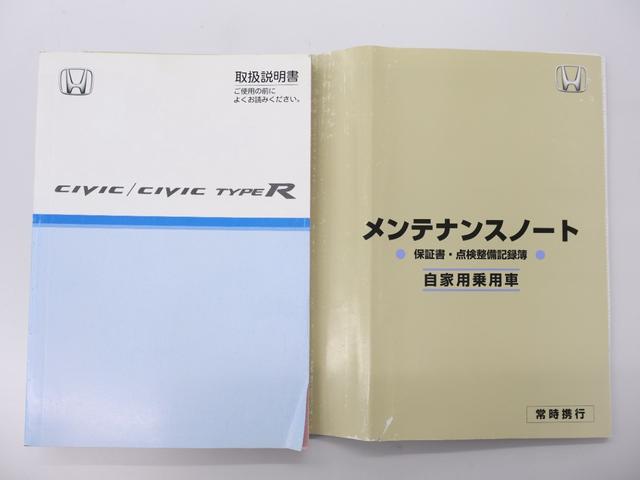 取扱説明書
ご使用の前に
よくお読みください。
CIVIC/CIVIC TYPE R
メンテナンスノート
保証書・点検整備記録簿
自家用乗用車
常時携行